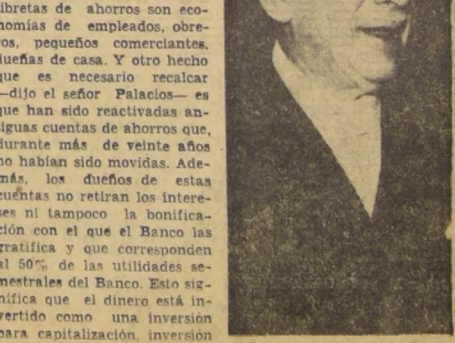 libretas de ahorros son eco-
nomías de empleados, obre-
ros, pequeños comerciantes,
dueñas de casa. Y otro hecho
que es necesario recalcar
—dijo el señor Palacios— es
que han sido reactivadas an-
tiguas cuentas de ahorros que,
durante más de veinte años
no habían sido movidas. Ade-
más, los dueños de estas
cuentas no retiran los intere-
ses ni tampoco la bonifica-
ción con el que el Banco las
gratifica y que corresponden
al 50% de las utilidades se-
mestrales del Banco. Esto sig-
nifica que el dinero está in-
vertido como una inversión
para capitalización, inversión